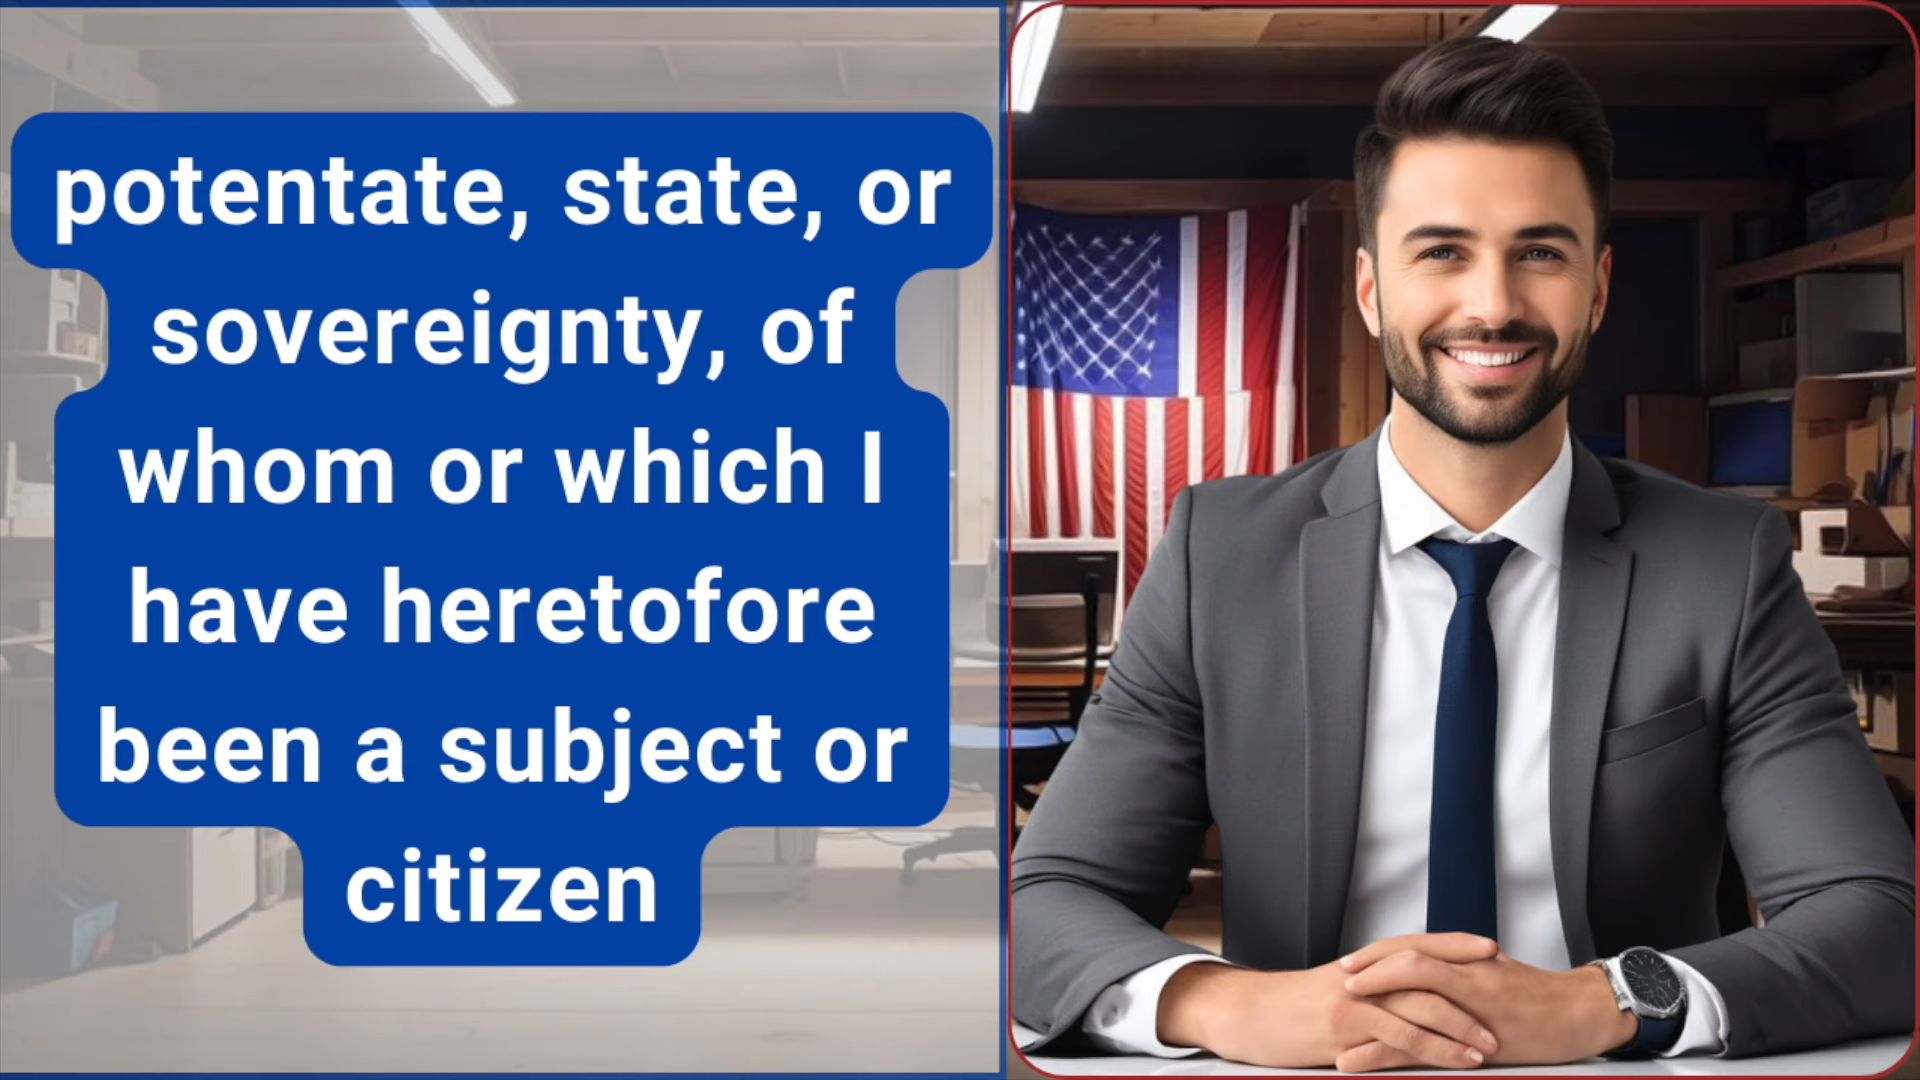 potentate, state, or
sovereignty, of
whom or which I
have heretofore
been a subject or
citizen